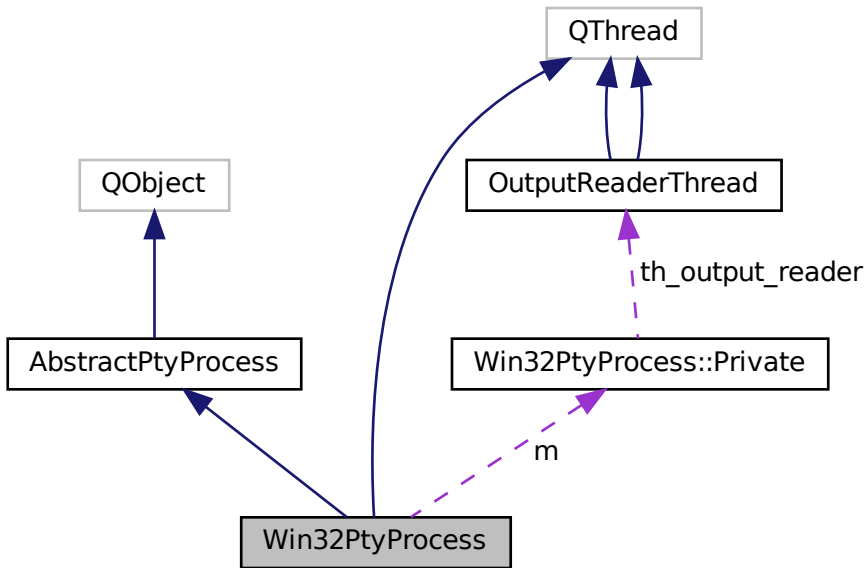 QThread
QObject
OutputReaderThread
th_output_reader
AbstractPtyProcess
Win32PtyProcess::Private
m
Win32PtyProcess